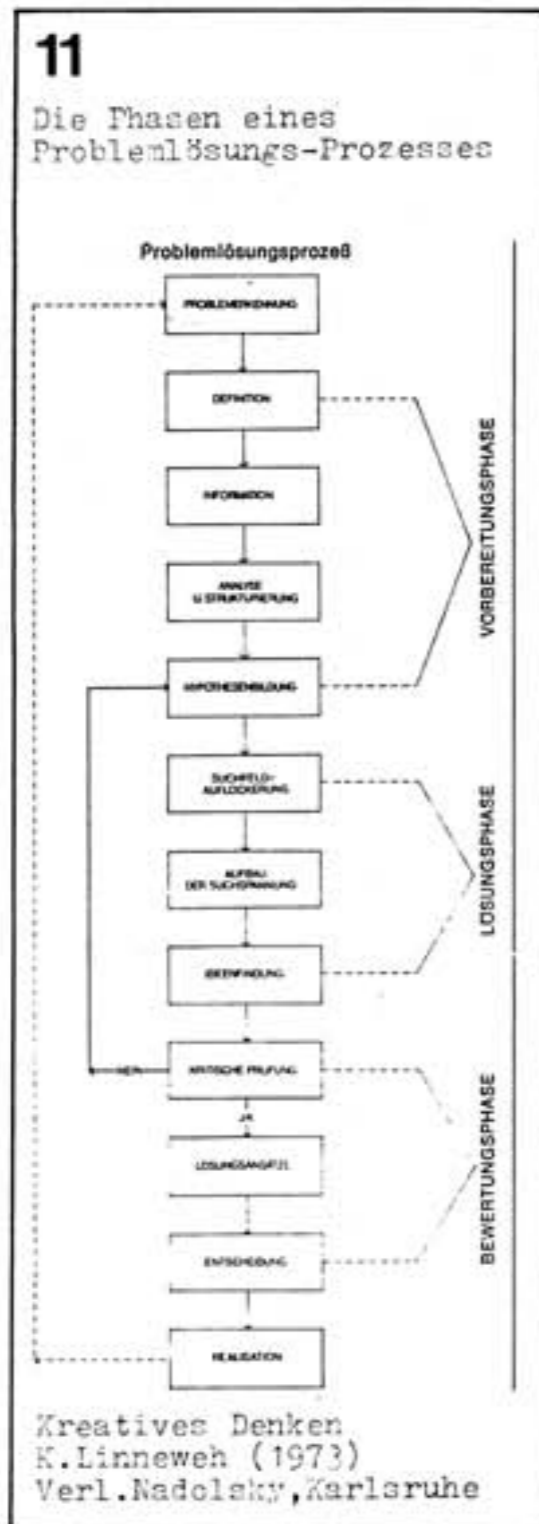 11
Die Phasen eines
Problemlösungs-Prozesses
Problemlösungsprozeß
PROBLEMERKENNUNG
DEFINITION
INFORMATION
ANALYSE
U. STRUKTURIERUNG
HYPOTHESENBILDUNG
SUCHFELD-
AUFLOCKERUNG
AUFBAU
DER SUCHSPANNUNG
IDEENFINDUNG
NEIN
KRITISCHE PRÜFUNG
JA
LÖSUNGSANSÄTZE
ENTSCHEIDUNG
REALISATION
VORBEREITUNGSPHASE
LÖSUNGSPHASE
BEWERTUNGSPHASE
Kreatives Denken
K.Linneweh (1973)
Verl.Nadolsky,Karlsruhe